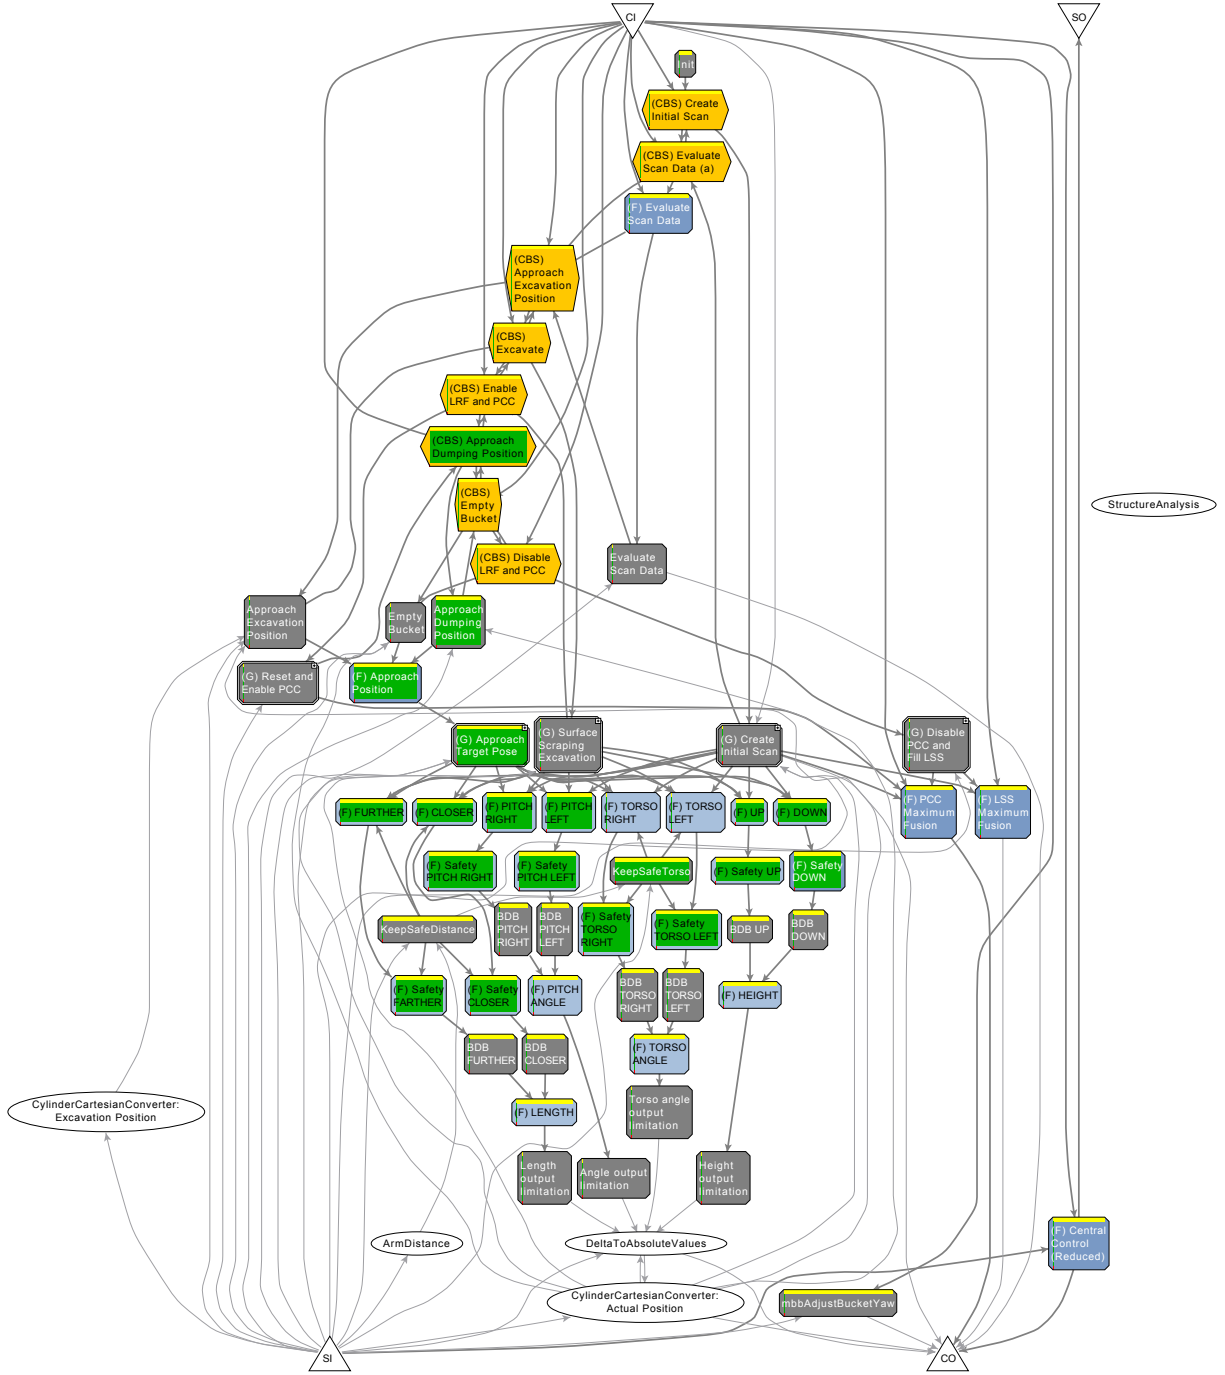 CI
SO
Init
(CBS) Create
Initial Scan
(CBS) Evaluate
Scan Data (a)
(F) Evaluate
Scan Data
(CBS)
Approach
Excavation
Position
(CBS)
Excavate
(CBS) Enable
LRF and PCC
(CBS) Approach
Dumping Position
(CBS)
Empty
Bucket
StructureAnalysis
(CBS) Disable
LRF and PCC
Evaluate
Scan Data
Approach
Excavation
Position
Empty
Bucket
Approach
Dumping
Position
(G) Reset and
Enable PCC
(F) Approach
Position
(G) Approach
Target Pose
(G) Surface
Scraping
Excavation
(G) Create
Initial Scan
(G) Disable
PCC and
Fill LSS
(F) FURTHER
(F) CLOSER
(F) PITCH
RIGHT
(F) PITCH
LEFT
(F) TORSO
RIGHT
(F) TORSO
LEFT
(F) UP
(F) DOWN
(F) PCC
Maximum
Fusion
(F) LSS
Maximum
Fusion
(F) Safety
PITCH RIGHT
(F) Safety
PITCH LEFT
KeepSafeTorso
(F) Safety UP
(F) Safety
DOWN
KeepSafeDistance
BDB
PITCH
RIGHT
BDB
PITCH
LEFT
(F) Safety
TORSO
RIGHT
(F) Safety
TORSO LEFT
BDB UP
BDB
DOWN
(F) Safety
FARTHER
(F) Safety
CLOSER
(F) PITCH
ANGLE
BDB
TORSO
RIGHT
BDB
TORSO
LEFT
(F) HEIGHT
BDB
FURTHER
BDB
CLOSER
(F) TORSO
ANGLE
CylinderCartesianConverter:
Excavation Position
(F) LENGTH
Torso angle
output
limitation
Length
output
limitation
Angle output
limitation
Height
output
limitation
ArmDistance
DeltaToAbsoluteValues
(F) Central
Control
(Reduced)
CylinderCartesianConverter:
Actual Position
mbbAdjustBucketYaw
SI
CO